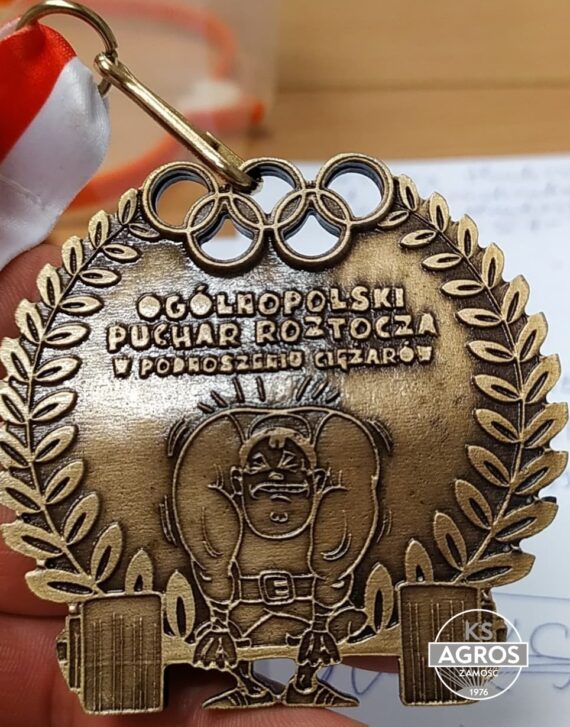 OGÓLNOPOLSKI
PUCHAR ROZTOCZA
W PODNOSZENIU CIĘŻARÓW
KS
AGROS
ZAMOŚĆ
1976